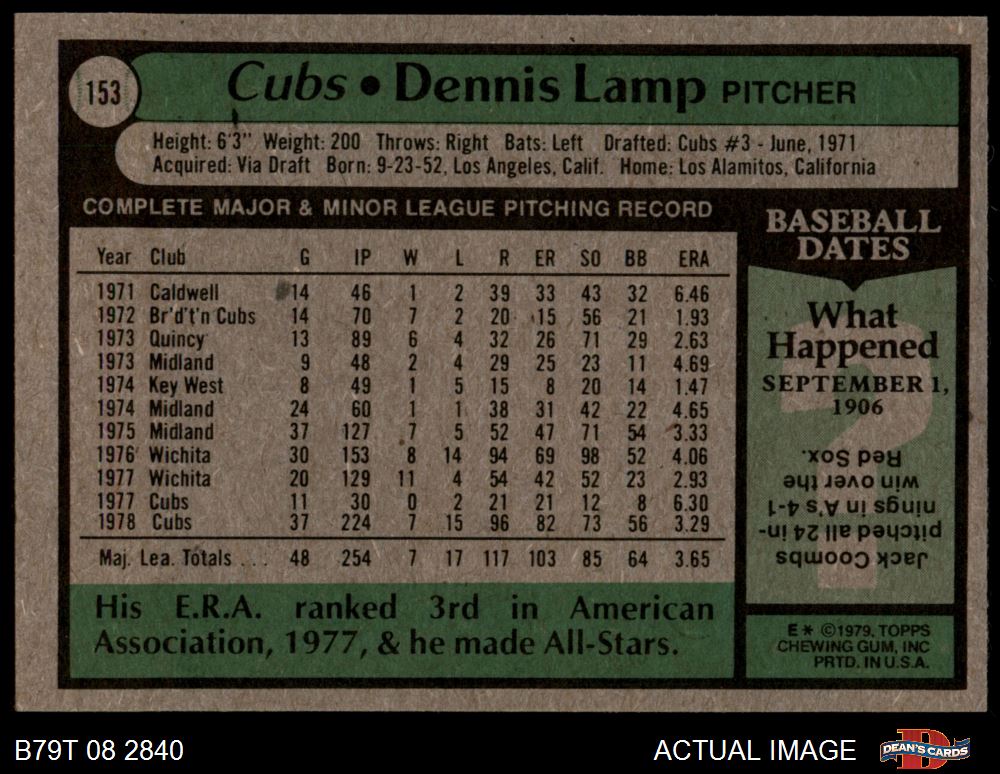 153
Cubs • Dennis Lamp PITCHER
Height: 6'3" Weight: 200 Throws: Right Bats: Left Drafted: Cubs #3 - June, 1971
Acquired: Via Draft Born: 9-23-52, Los Angeles, Calif. Home: Los Alamitos, California
COMPLETE MAJOR & MINOR LEAGUE PITCHING RECORD
Year Club G IP W L R ER SO BB ERA
1971 Caldwell 14 46 1 2 39 33 43 32 6.46
1972 Br'd't'n Cubs 14 70 7 2 20 15 56 21 1.93
1973 Quincy 13 89 6 4 32 26 71 29 2.63
1973 Midland 9 48 2 4 29 25 23 11 4.69
1974 Key West 8 49 1 5 15 8 20 14 1.47
1974 Midland 24 60 1 1 38 31 42 22 4.65
1975 Midland 37 127 7 5 52 47 71 54 3.33
1976 Wichita 30 153 8 14 94 69 98 52 4.06
1977 Wichita 20 129 11 4 54 42 52 23 2.93
1977 Cubs 11 30 0 2 21 21 12 8 6.30
1978 Cubs 37 224 7 15 96 82 73 56 3.29
Maj. Lea. Totals . . . 48 254 7 17 117 103 85 64 3.65
His E.R.A. ranked 3rd in American
Association, 1977, & he made All-Stars.
BASEBALL
DATES
What
Happened
SEPTEMBER 1,
1906
Jack Coombs
pitched all 24 in-
nings in A's 4-1
win over the
Red Sox.
E * ©1979, TOPPS
CHEWING GUM, INC
PRTD. IN U.S.A.
B79T 08 2840
ACTUAL IMAGE
DEAN'S CARDS